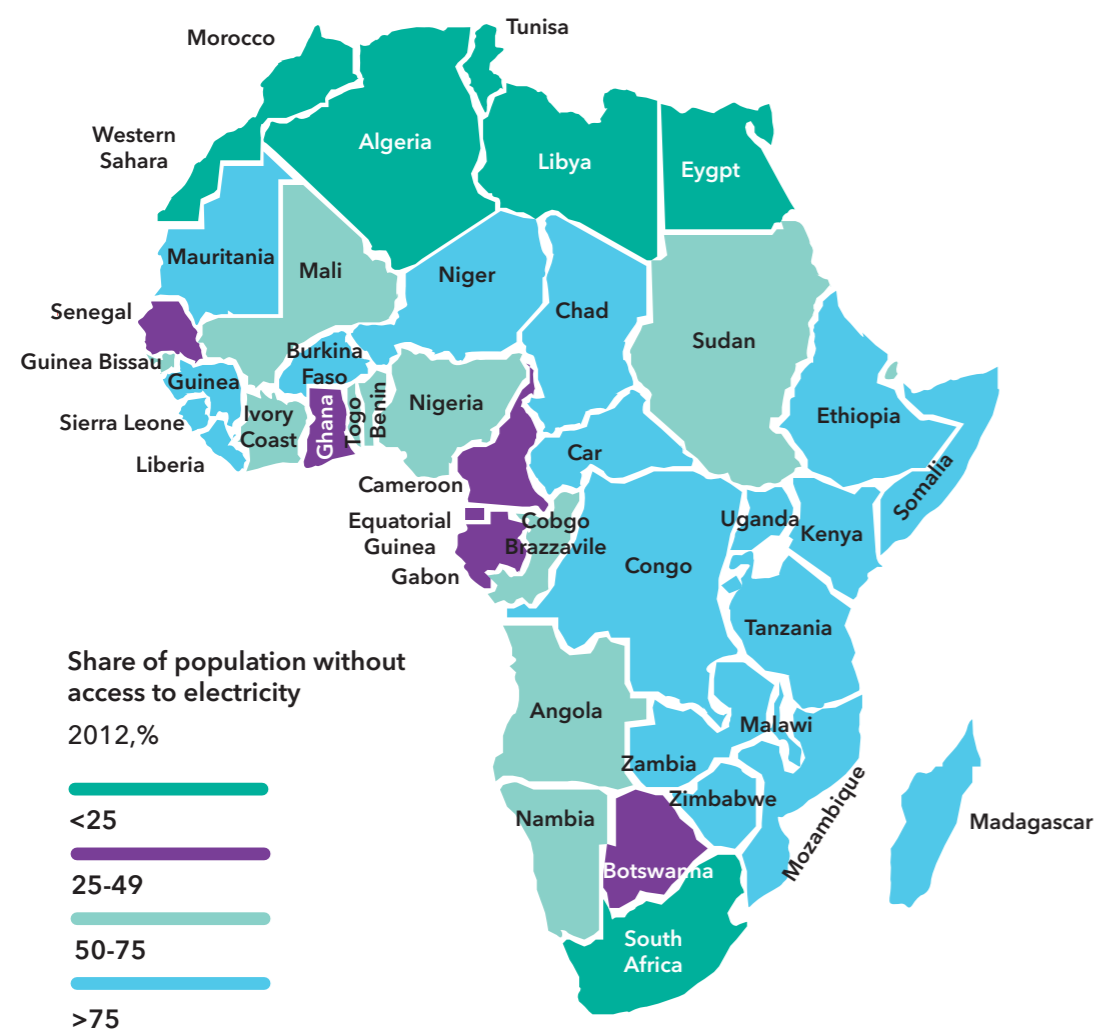 Tunisa
Morocco
Western
Sahara
Algeria
Libya
Eygpt
Mauritania
Mali
Niger
Chad
Sudan
Senegal
Guinea Bissau
Guinea
Burkina
Faso
Sierra Leone
Liberia
Ivory
Coast
Ghana
Togo
Benin
Nigeria
Ethiopia
Somalia
Car
Cameroon
Equatorial
Guinea
Gabon
Cobgo
Brazzavile
Congo
Uganda
Kenya
Tanzania
Angola
Malawi
Zambia
Zimbabwe
Mozambique
Madagascar
Nambia
Botswanna
South
Africa
Share of population without
access to electricity
2012,%
<25
25-49
50-75
>75